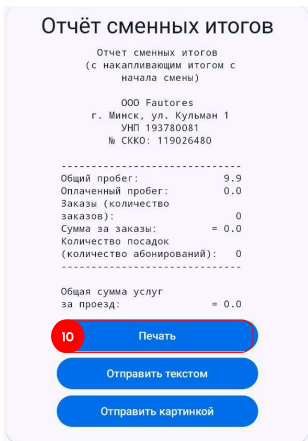 Отчёт сменных итогов
Отчет сменных итогов
(с накапливающим итогом с
начала смены)
ООО Fautores
г. Минск, ул. Кульман 1
УНП 193780081
№ СККО: 119026480
------------------------------
Общий пробег: 9.9
Оплаченный пробег: 0.0
Заказы (количество
заказов): 0
Сумма за заказы: = 0.0
Количество посадок
(количество абонирований): 0
------------------------------
Общая сумма услуг
за проезд: = 0.0
10 Печать
Отправить текстом
Отправить картинкой